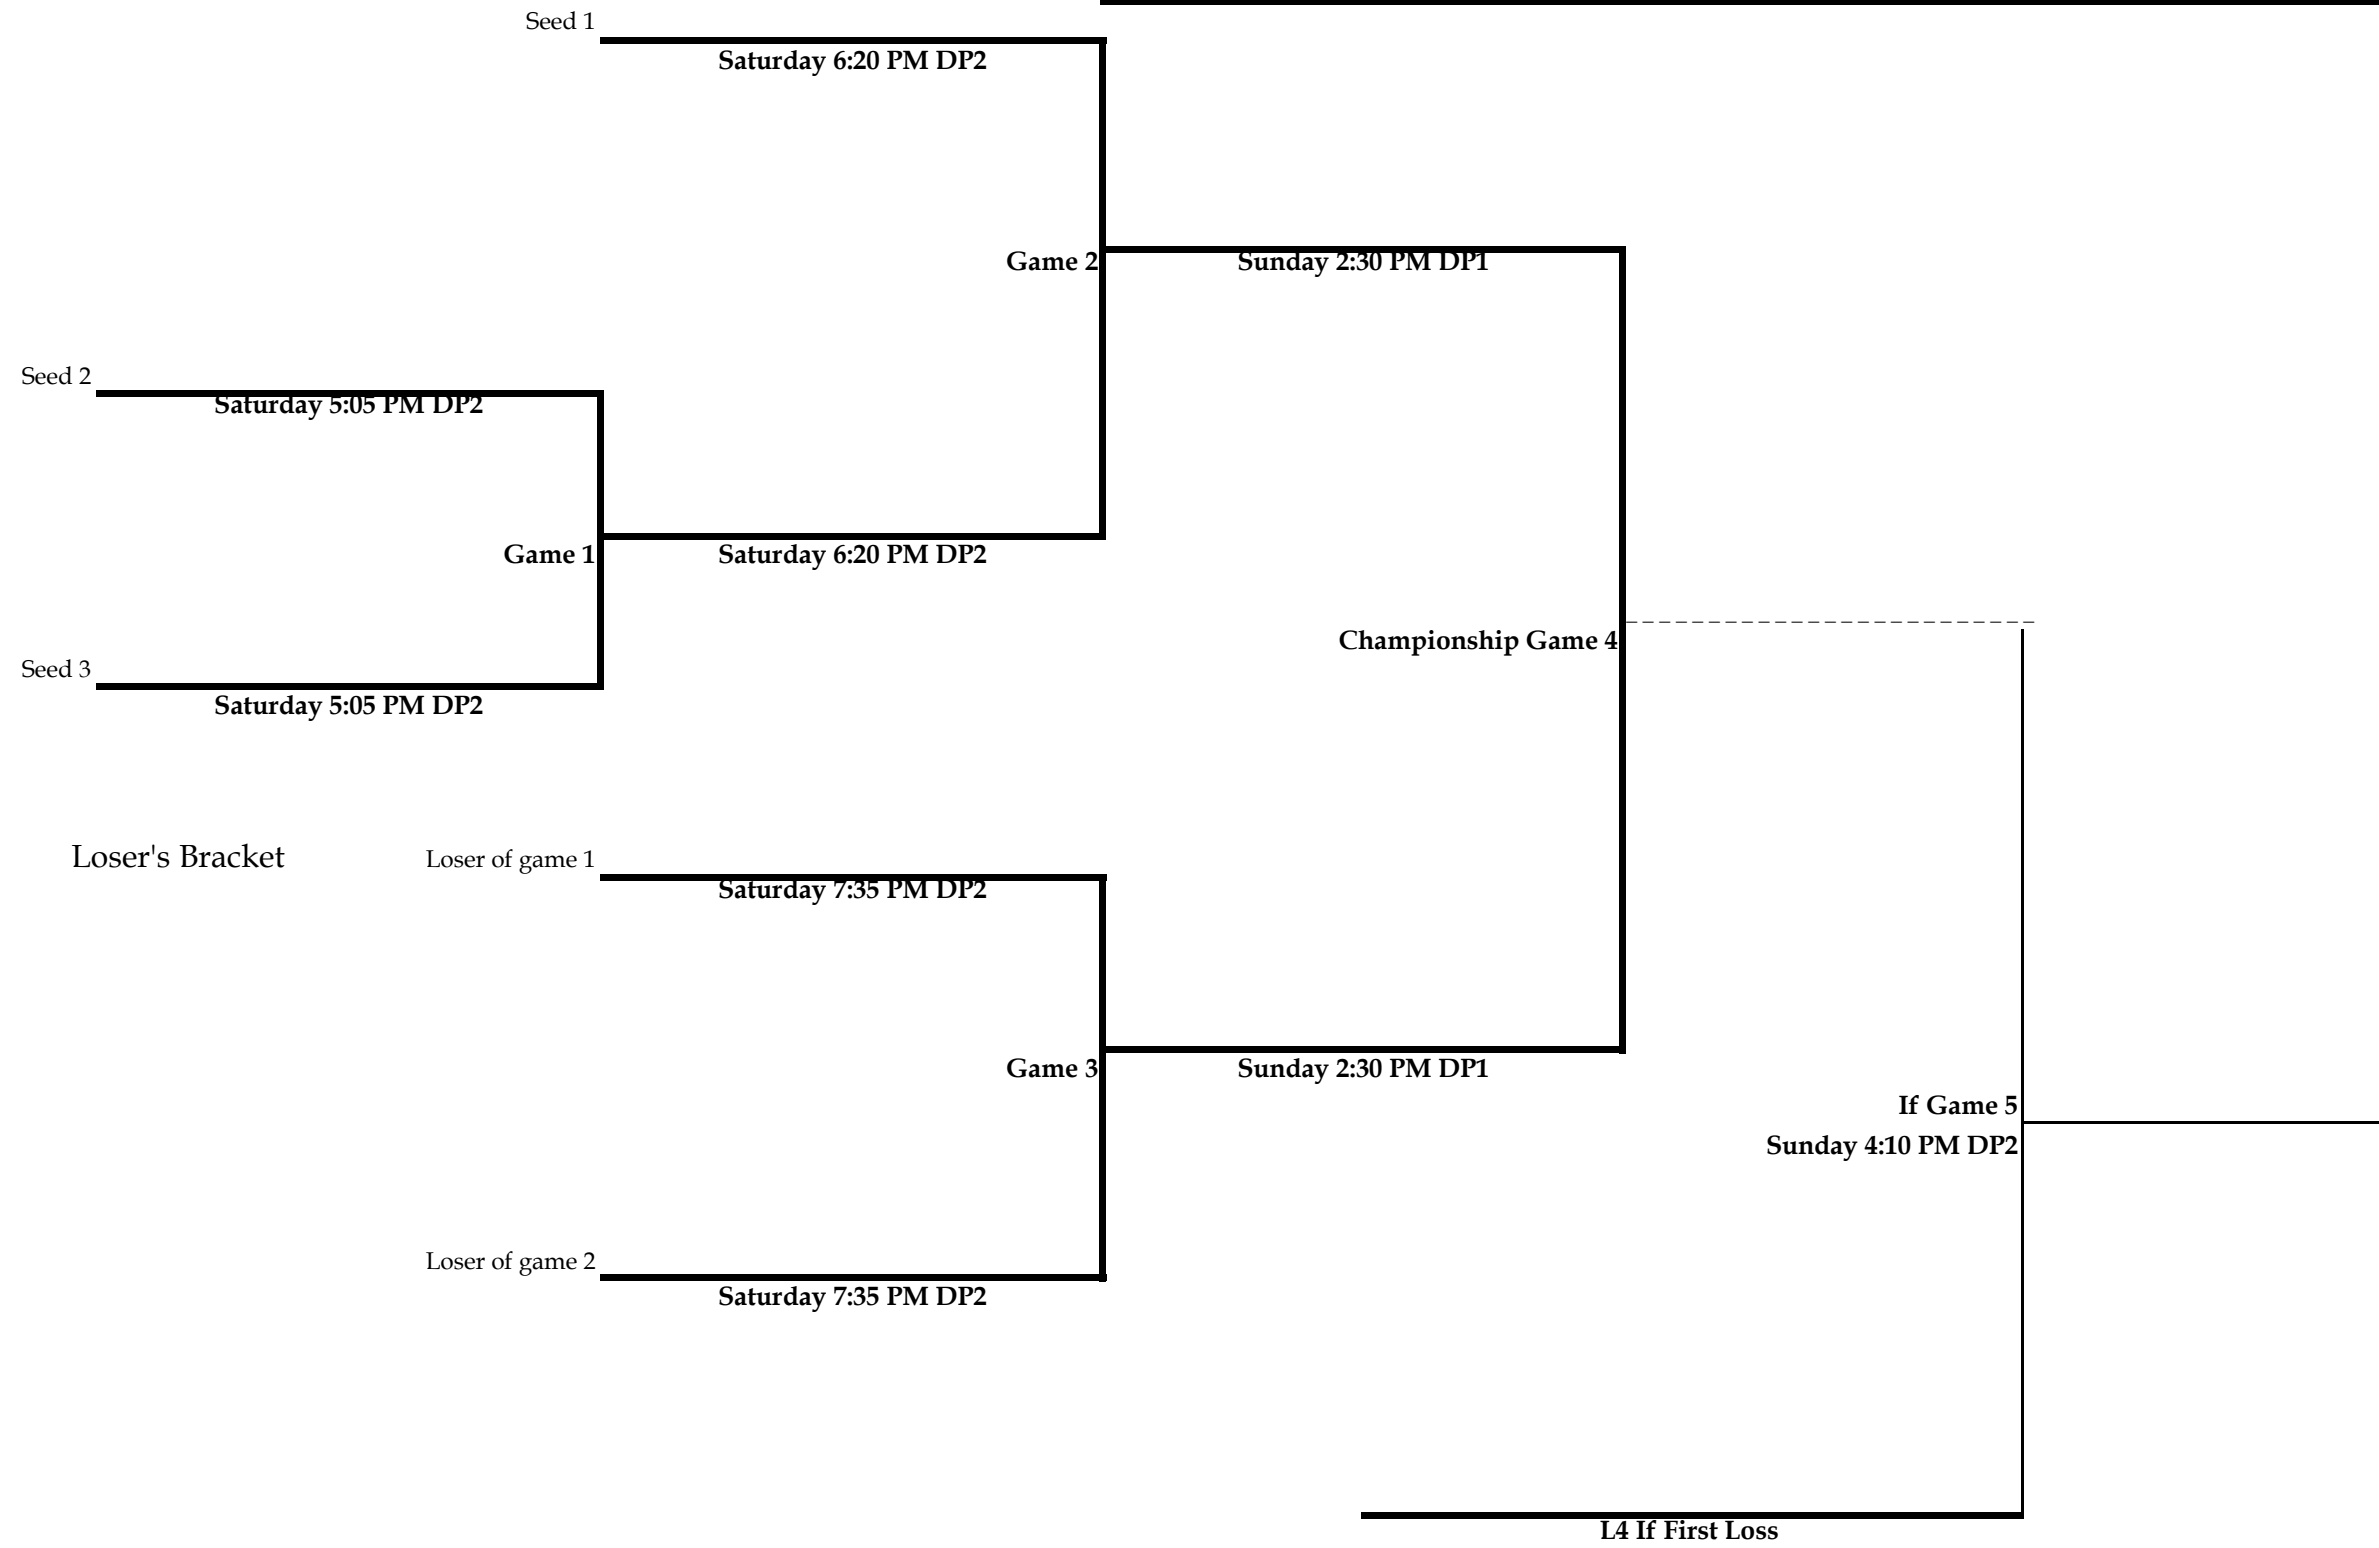 Seed 1
Saturday 6:20 PM DP2
Game 2
Sunday 2:30 PM DP1
Seed 2
Saturday 5:05 PM DP2
Game 1
Saturday 6:20 PM DP2
Championship Game 4
Seed 3
Saturday 5:05 PM DP2
Loser's Bracket
Loser of game 1
Saturday 7:35 PM DP2
Game 3
Sunday 2:30 PM DP1
If Game 5
Sunday 4:10 PM DP2
Loser of game 2
Saturday 7:35 PM DP2
L4 If First Loss